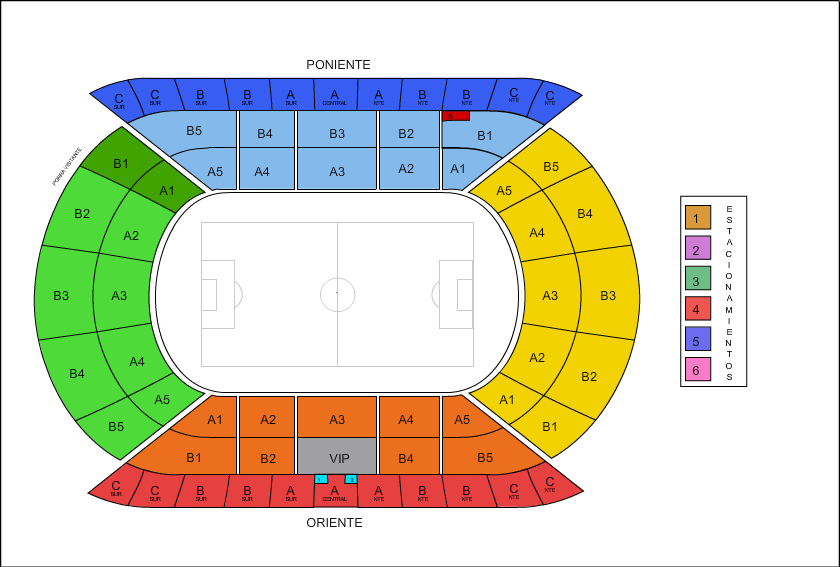 PONIENTE
C SUR
C SUR
B SUR
B SUR
A SUR
A CENTRAL
A NTE
B NTE
B NTE
C NTE
C NTE
B5
B4
B3
B2
B1
A5
A4
A3
A2
A1
PORRA VISITANTE
B1
A1
B2
A2
B3
A3
B4
A4
B5
A5
B5
A5
B4
A4
B3
A3
B2
A2
B1
A1
A1
A2
A3
A4
A5
B1
B2
VIP
B4
B5
C SUR
C SUR
B SUR
B SUR
A SUR
A CENTRAL
A NTE
B NTE
B NTE
C NTE
C NTE
ORIENTE
1
2
3
4
5
6
ESTACIONAMIENTOS